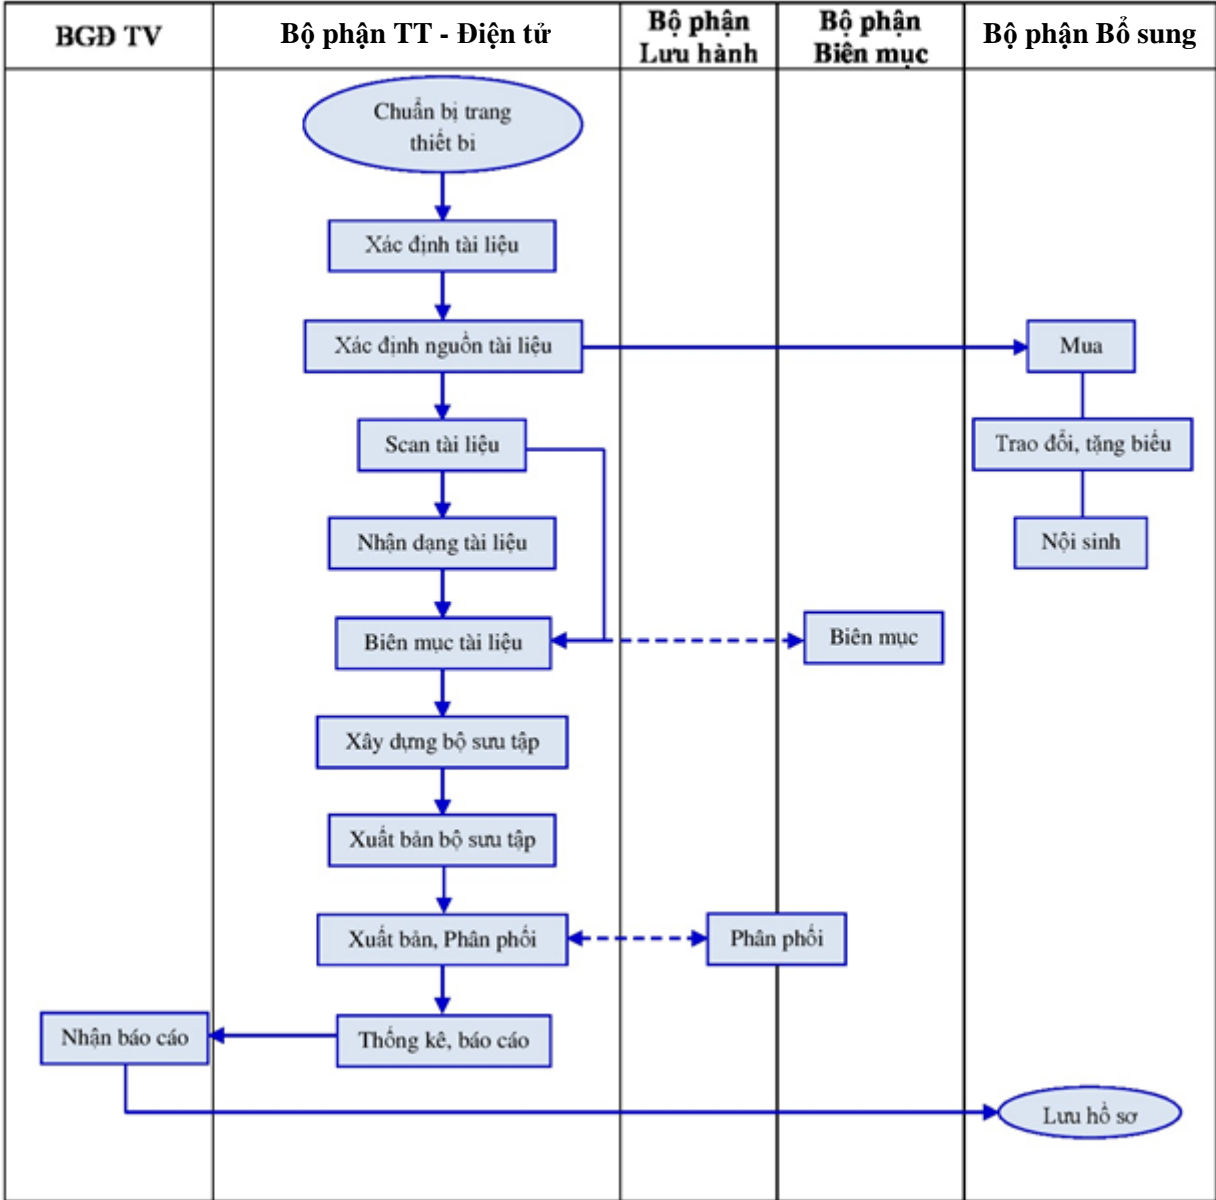 BGĐ TV
Bộ phận TT - Điện tử
Bộ phận
Lưu hành
Bộ phận
Biên mục
Bộ phận Bổ sung
Chuẩn bị trang
thiết bi
Xác định tài liệu
Xác định nguồn tài liệu
Mua
Scan tài liệu
Trao đổi, tặng biếu
Nhận dạng tài liệu
Nội sinh
Biên mục tài liệu
Biên mục
Xây dựng bộ sưu tập
Xuất bản bộ sưu tập
Xuất bản, Phân phối
Phân phối
Nhận báo cáo
Thống kê, báo cáo
Lưu hồ sơ